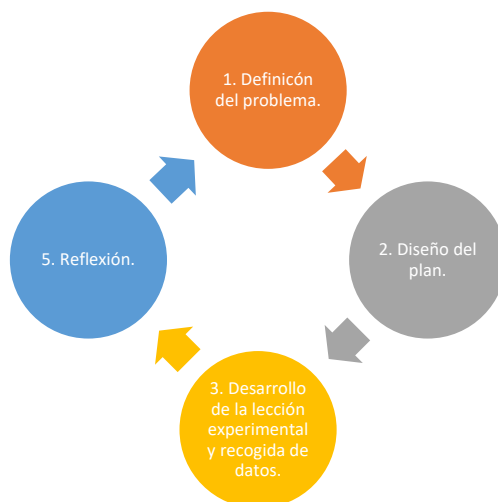 1. Definicón
del problema.
2. Diseño del
plan.
3. Desarrollo
de la lección
experimental
y recogida de
datos.
5. Reflexión.